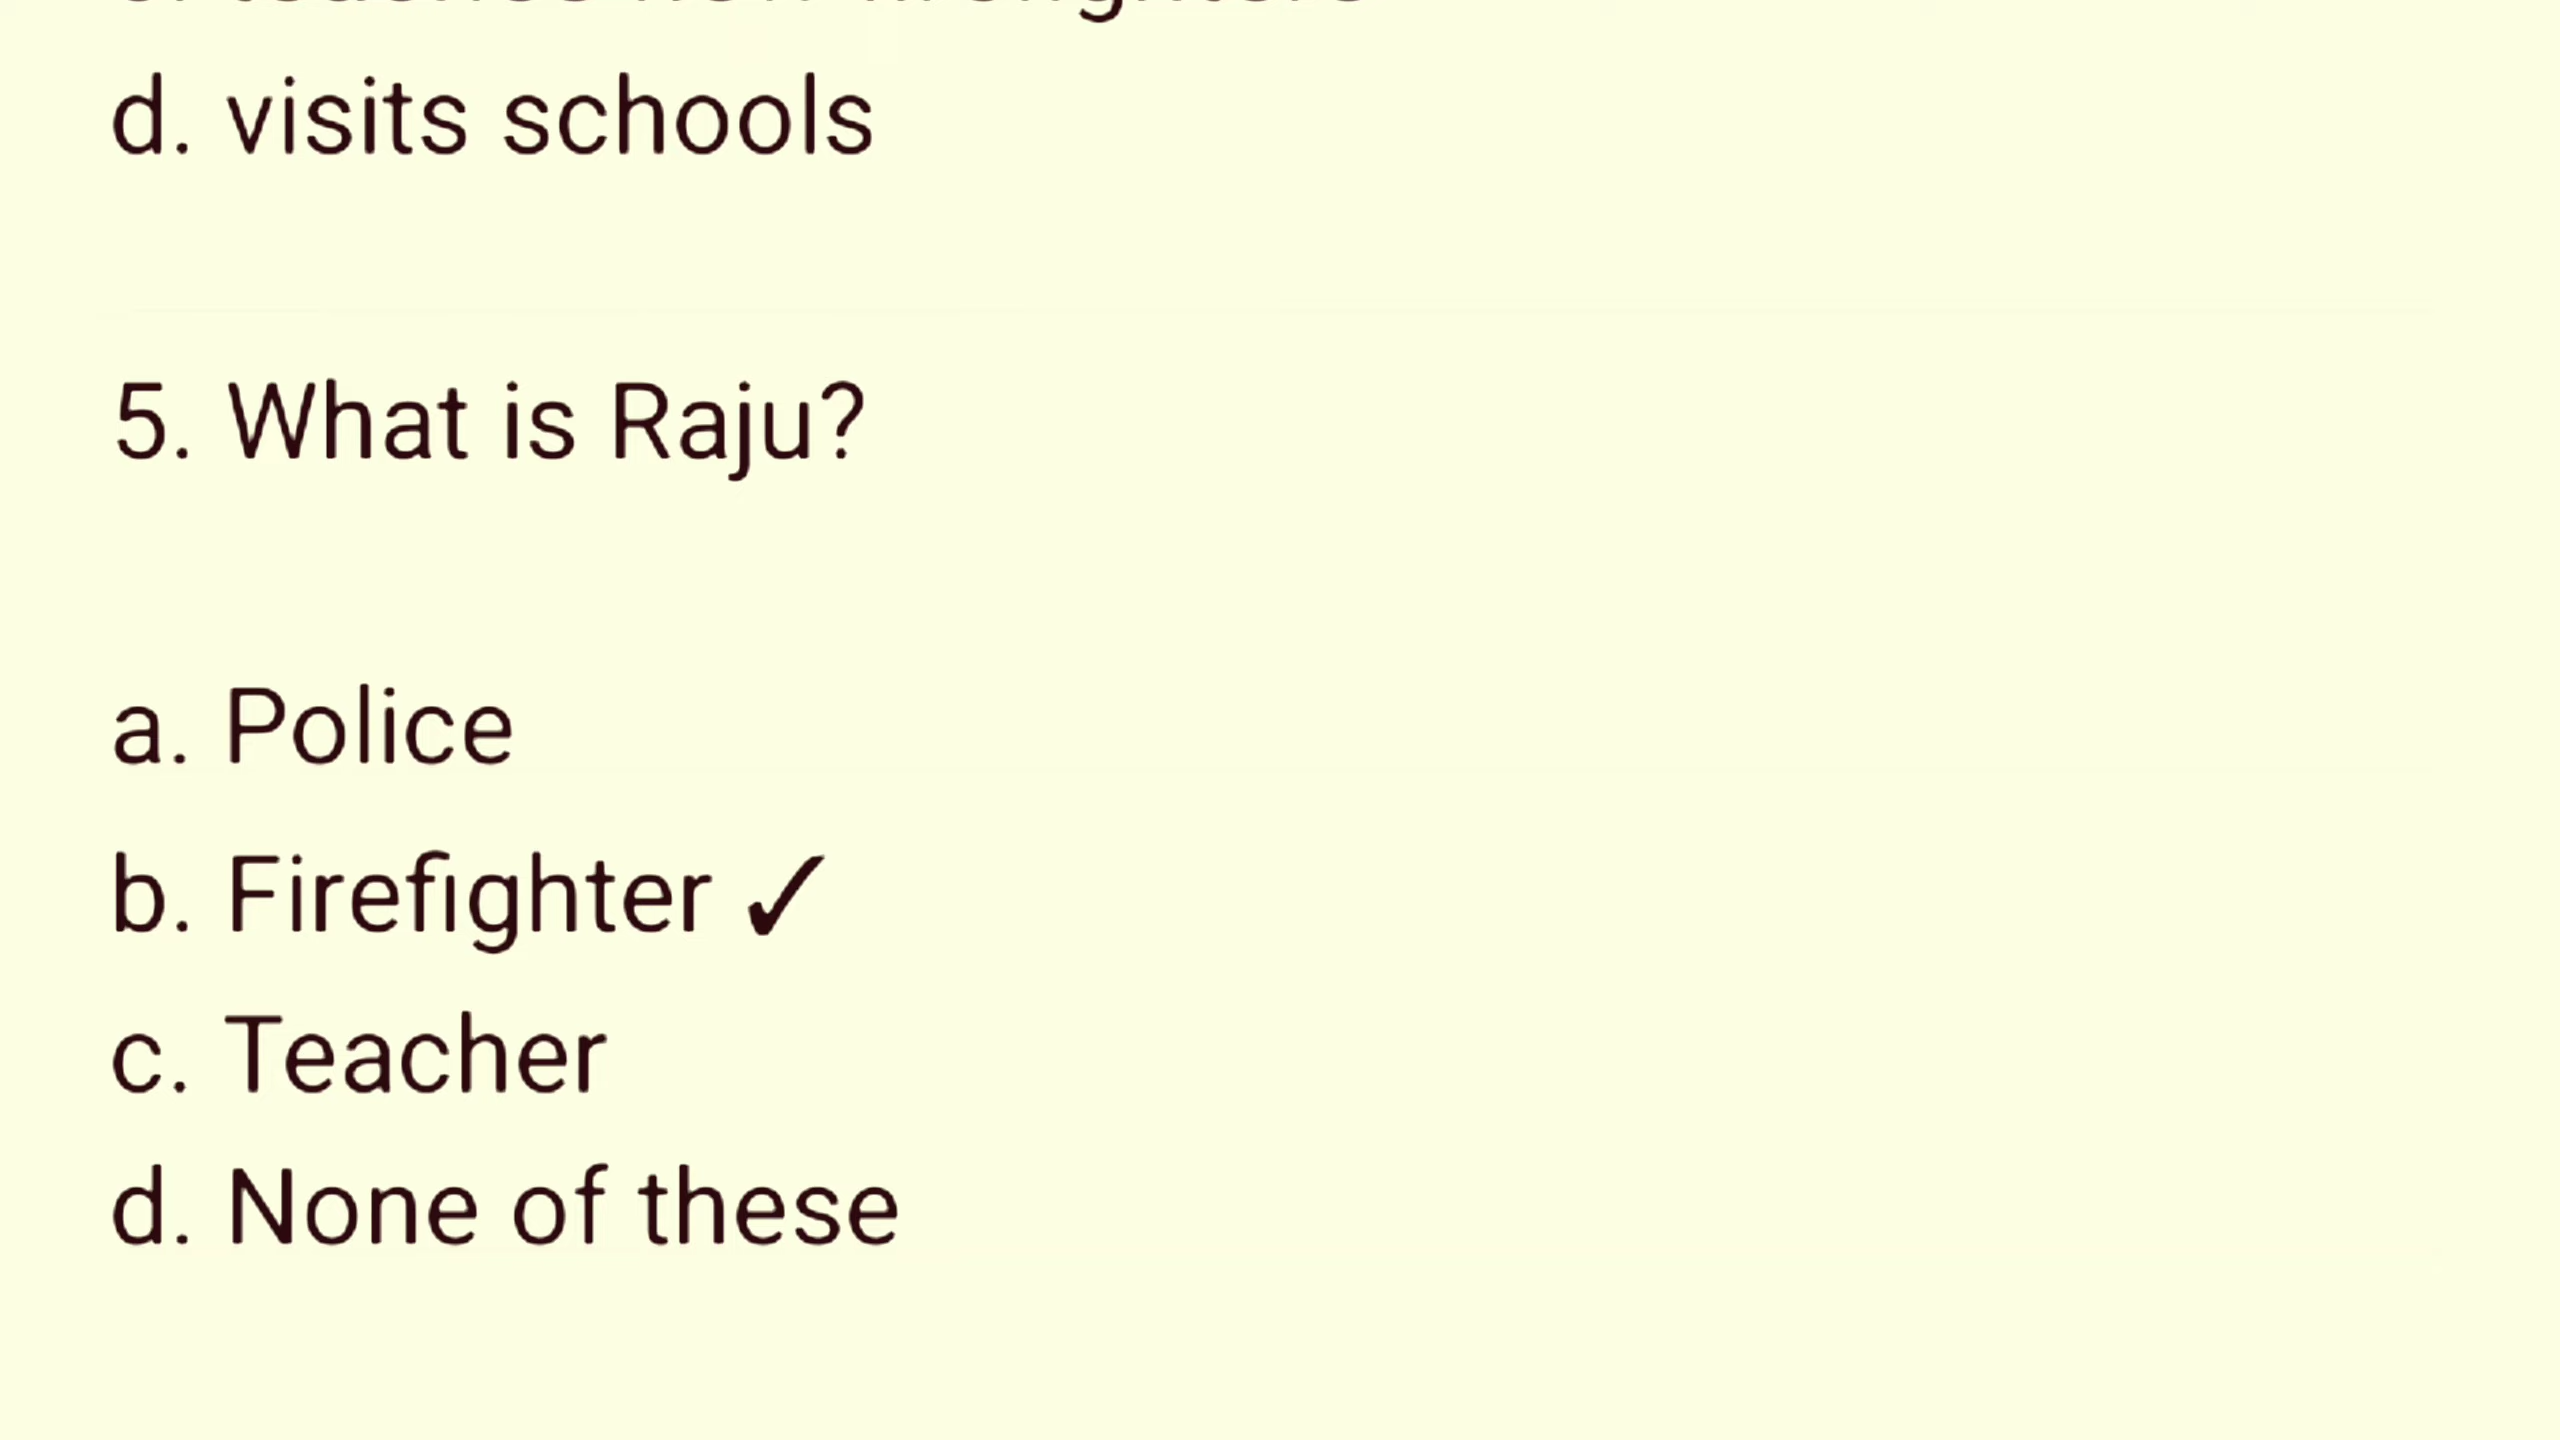 d. visits schools
5. What is Raju?
a. Police
b. Firefighter ✓
c. Teacher
d. None of these